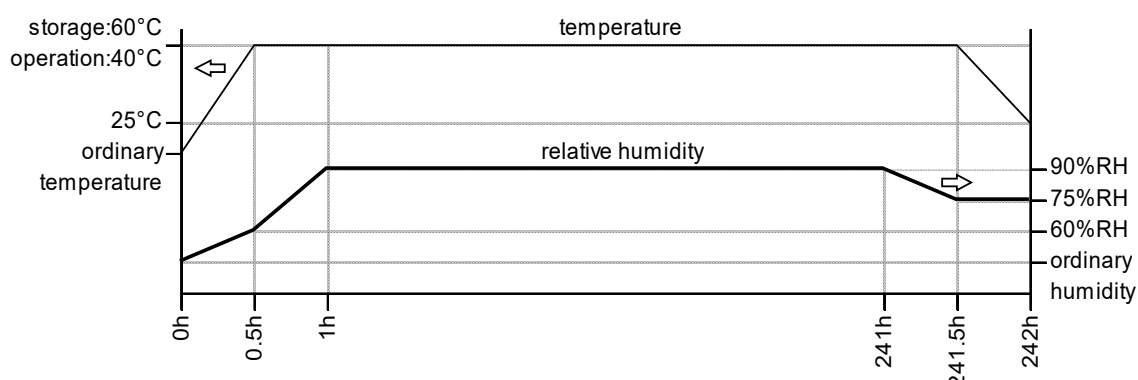 storage:60°C
operation:40°C
temperature
25°C
ordinary
temperature
relative humidity
90%RH
75%RH
60%RH
ordinary
humidity
0h
0.5h
1h
241h
241.5h
242h